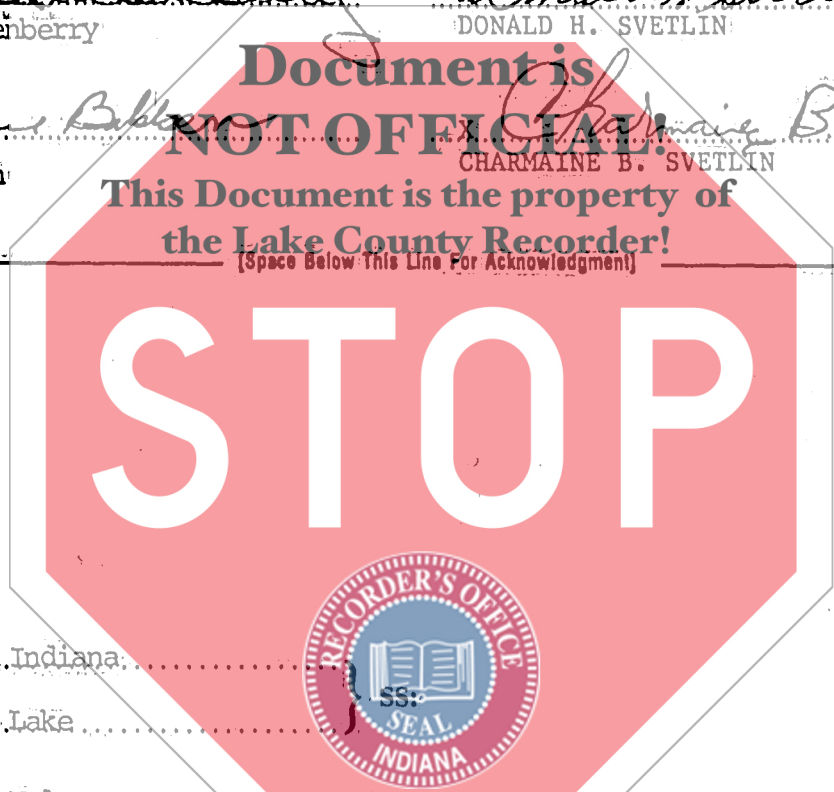 enberry
DONALD H. SVETLIN
Document is
NOT OFFICIAL!
X Charmaine B
CHARMAINE B. SVETLIN
This Document is the property of
the Lake County Recorder!
[Space Below This Line For Acknowledgment]
STOP
RECORDER'S OFFICE
Indiana
SS:
Lake
SEAL
INDIANA